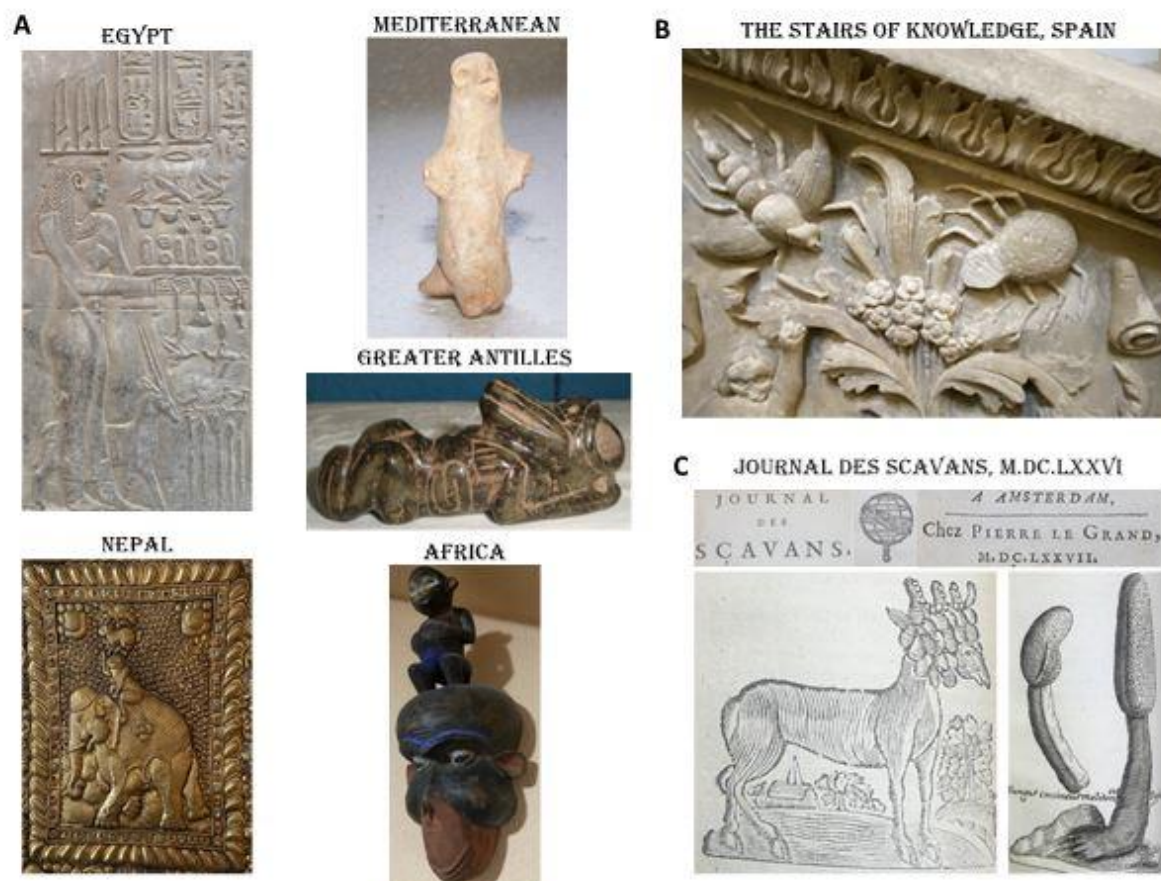 A
EGYPT
MEDITERRANEAN
GREATER ANTILLES
NEPAL
AFRICA
B
THE STAIRS OF KNOWLEDGE, SPAIN
C
JOURNAL DES SCAVANS, M.DC.LXXVI
JOURNAL
DES
SÇAVANS.
A AMSTERDAM,
Chez PIERRE LE GRAND,
M.DC.LXXVII.